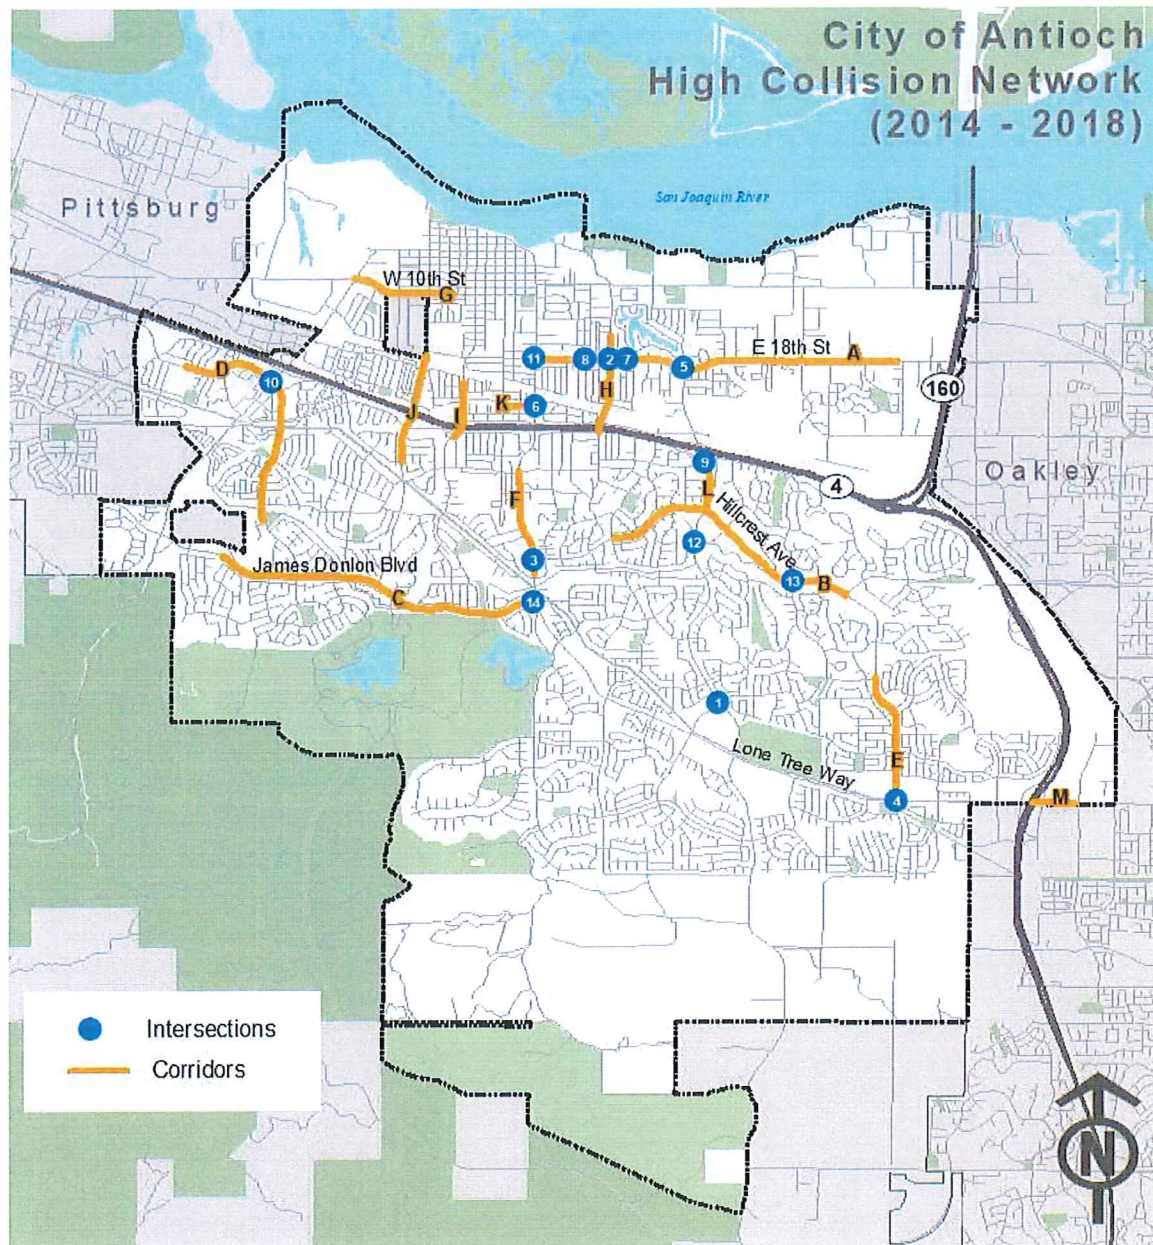 City of Antioch
High Collision Network
(2014 - 2018)
San Joaquin River
Pittsburg
W 10th St
G
E 18th St
A
11
8
2
7
5
D
10
H
160
K
6
J
I
9
4
Oakley
L
F
Hillcrest Ave
12
3
James Donlon Blvd
13
B
C
14
1
E
Lone Tree Way
4
M
Intersections
Corridors
N